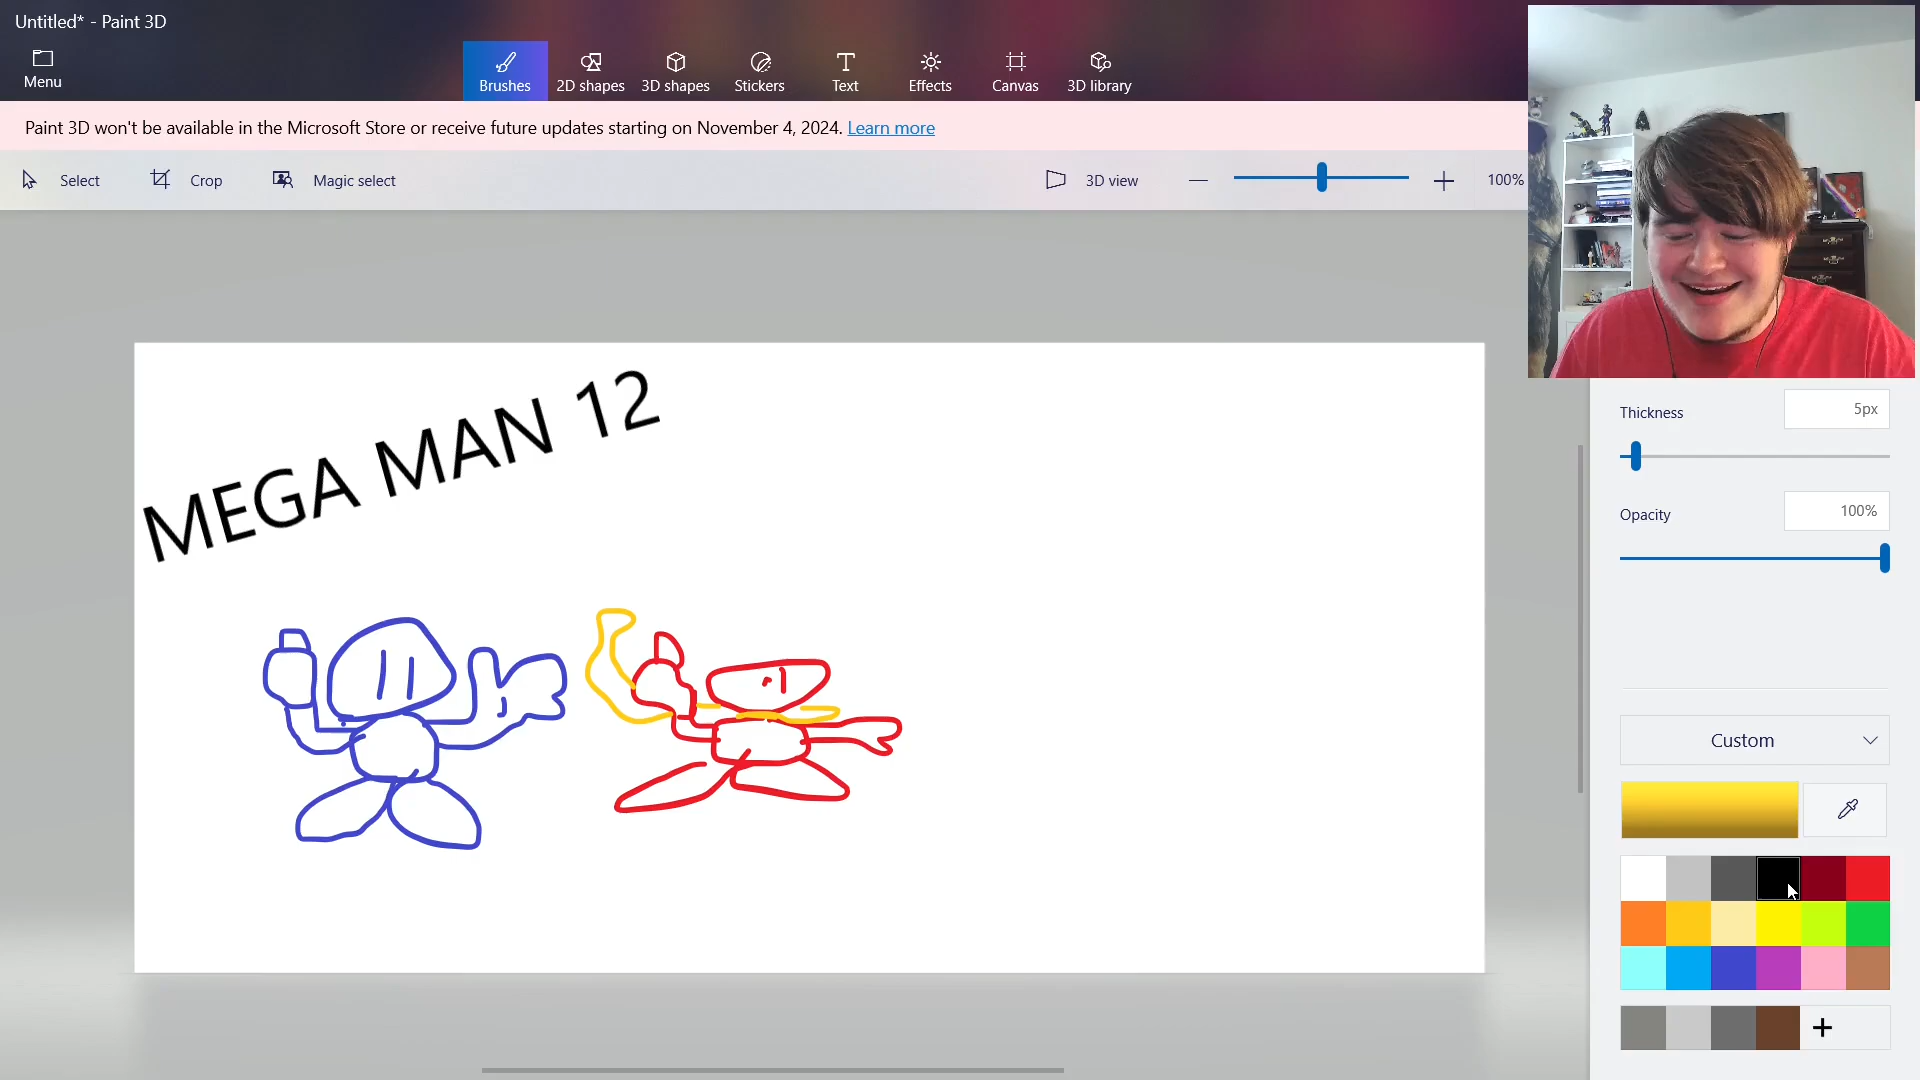 Untitled* - Paint 3D
Menu
Brushes
2D shapes
3D shapes
Stickers
Text
Effects
Canvas
3D library
Paint 3D won't be available in the Microsoft Store or receive future updates starting on November 4, 2024. Learn more
Select
Crop
Magic select
3D view
100%
MEGA MAN 12
Thickness
5px
Opacity
100%
Custom